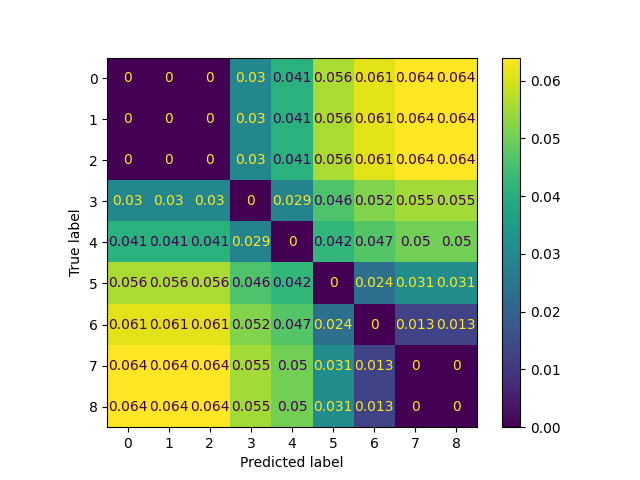 0 0 0 0 0.03 0.041 0.056 0.061 0.064 0.064 0.06
1 0 0 0 0.03 0.041 0.056 0.061 0.064 0.064
0.05
2 0 0 0 0.03 0.041 0.056 0.061 0.064 0.064
3 0.03 0.03 0.03 0 0.029 0.046 0.052 0.055 0.055 0.04
True label
4 0.041 0.041 0.041 0.029 0 0.042 0.047 0.05 0.05
0.03
5 0.056 0.056 0.056 0.046 0.042 0 0.024 0.031 0.031
0.02
6 0.061 0.061 0.061 0.052 0.047 0.024 0 0.013 0.013
7 0.064 0.064 0.064 0.055 0.05 0.031 0.013 0 0
0.01
8 0.064 0.064 0.064 0.055 0.05 0.031 0.013 0 0
0.00
0 1 2 3 4 5 6 7 8
Predicted label